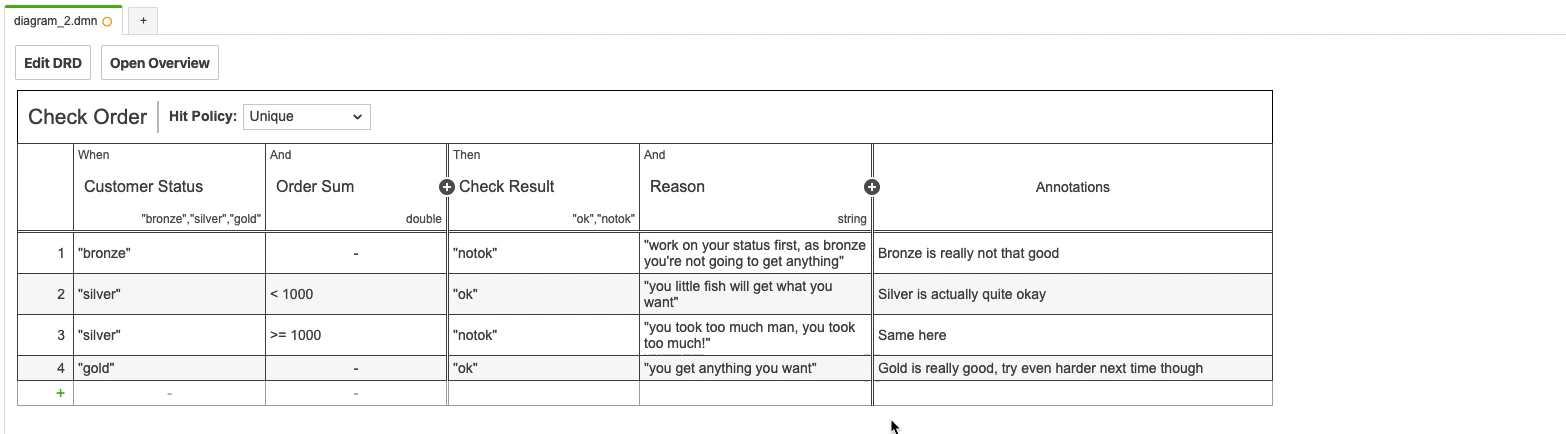 diagram_2.dmn
+
Edit DRD
Open Overview
Check Order
Hit Policy: Unique
When
And
Then
And
Customer Status
Order Sum
+
Check Result
Reason
+
Annotations
"bronze","silver","gold"
double
"ok","notok"
string
1 "bronze" - "notok" "work on your status first, as bronze
you're not going to get anything" Bronze is really not that good
2 "silver" < 1000 "ok" "you little fish will get what you
want" Silver is actually quite okay
3 "silver" >= 1000 "notok" "you took too much man, you took
too much!" Same here
4 "gold" - "ok" "you get anything you want" Gold is really good, try even harder next time though
+ - -